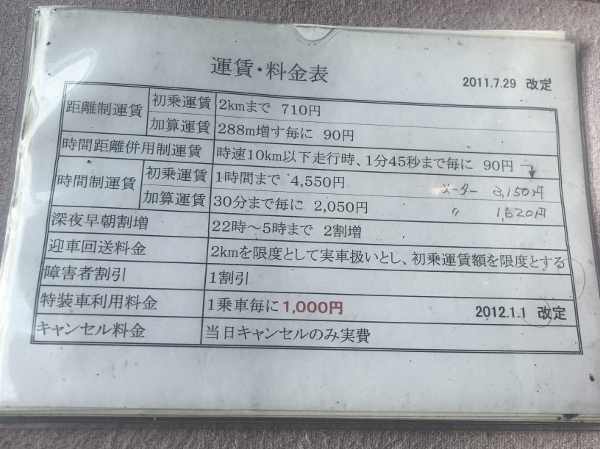 運賃・料金表
2011.7.29 改定
距離制運賃 初乗運賃 2kmまで 710円
加算運賃 288m増す毎に 90円
時間距離併用制運賃 時速10km以下走行時、1分45秒まで毎に 90円
時間制運賃 初乗運賃 1時間まで 4,550円 メーター 3,150円
加算運賃 30分まで毎に 2,050円 〃 1,620円
深夜早朝割増 22時～5時まで 2割増
迎車回送料金 2kmを限度として実車扱いとし、初乗運賃額を限度とする
障害者割引 1割引
特装車利用料金 1乗車毎に1,000円 2012.1.1 改定
キャンセル料金 当日キャンセルのみ実費